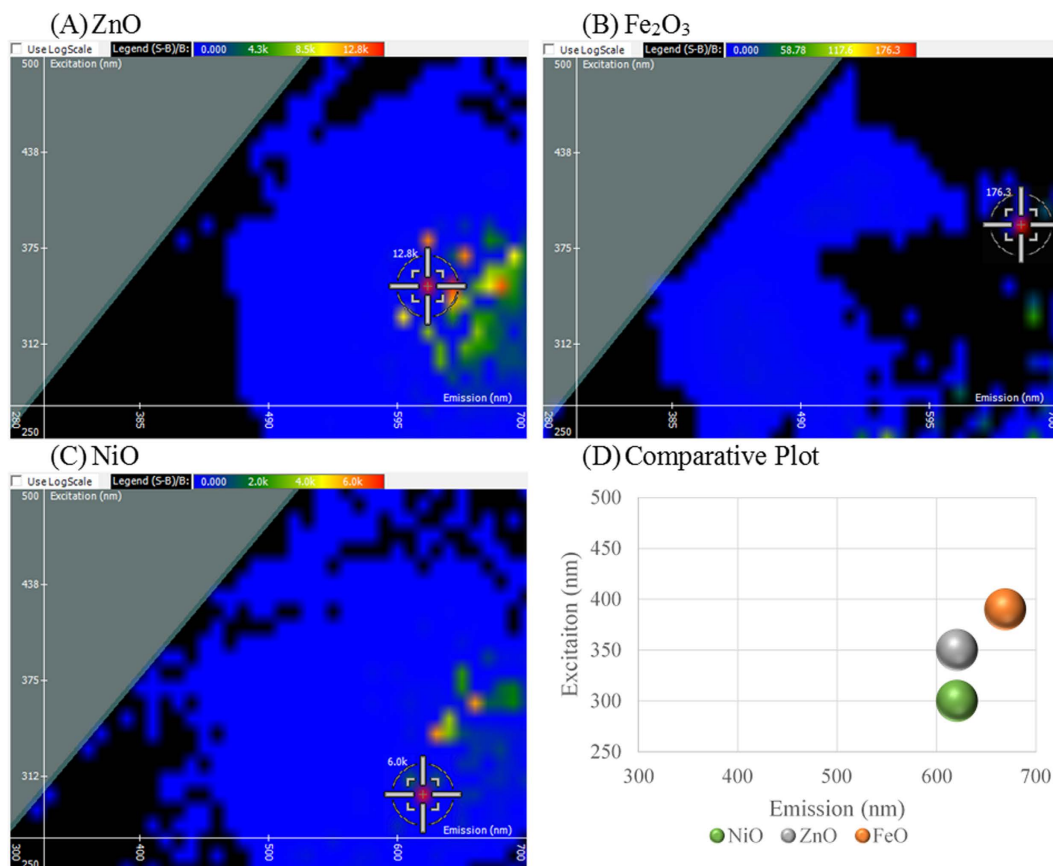 (A) ZnO
Use LogScale Legend (S-B)/B: 0.000 4.3k 8.5k 12.8k
500 Excitation (nm)
438
375
12.8k
312
Emission (nm)
250
280 385 490 595 700
(B) Fe₂O₃
Use LogScale Legend (S-B)/B: 0.000 58.78 117.6 176.3
500 Excitation (nm)
438
176.3
375
312
Emission (nm)
250
280 385 490 595 700
(C) NiO
Use LogScale Legend (S-B)/B: 0.000 2.0k 4.0k 6.0k
500 Excitation (nm)
438
375
312
6.0k
Emission (nm)
250
300 400 500 600 700
(D) Comparative Plot
Excitaiton (nm)
500
450
400
350
300
250
300 400 500 600 700
Emission (nm)
NiO ZnO FeO